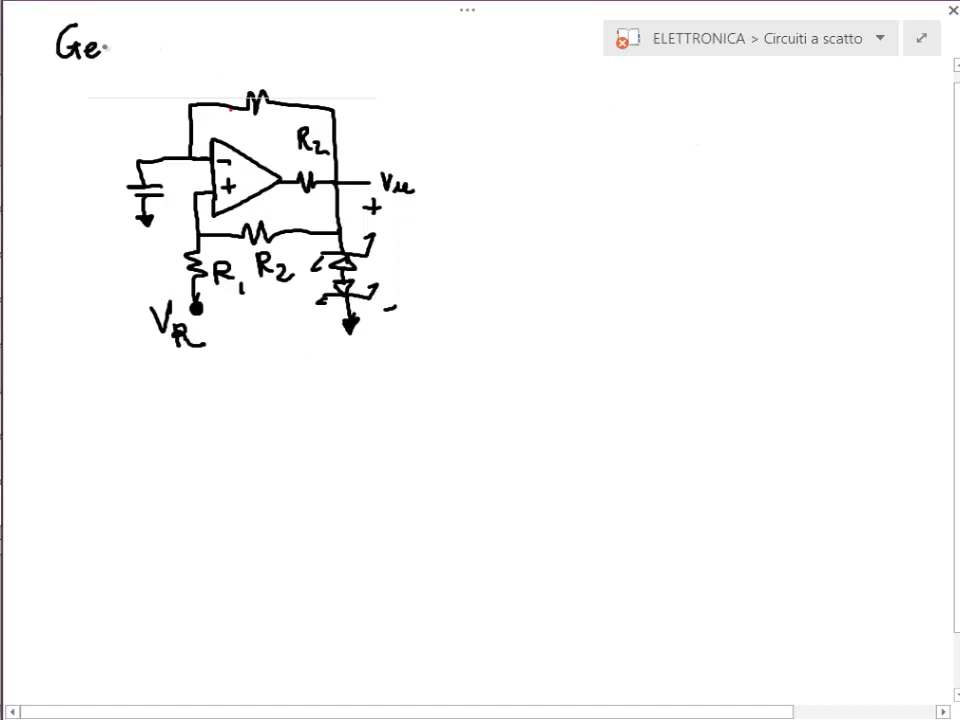 Ge
ELETTRONICA > Circuiti a scatto
R2
-
+
Vu
+
R1
R2
VR
-